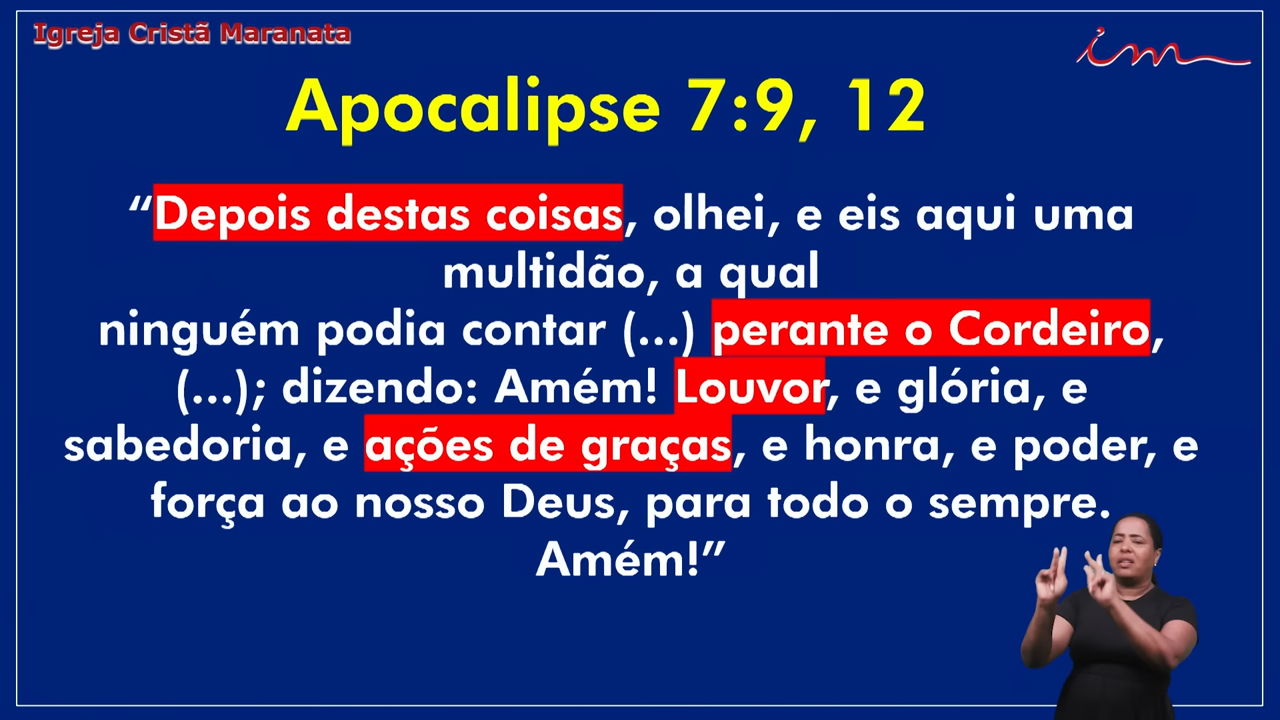 Igreja Cristã Maranata
im
Apocalipse 7:9, 12
“Depois destas coisas, olhei, e eis aqui uma
multidão, a qual
ninguém podia contar (...) perante o Cordeiro,
(...); dizendo: Amém! Louvor, e glória, e
sabedoria, e ações de graças, e honra, e poder, e
força ao nosso Deus, para todo o sempre.
Amém!”